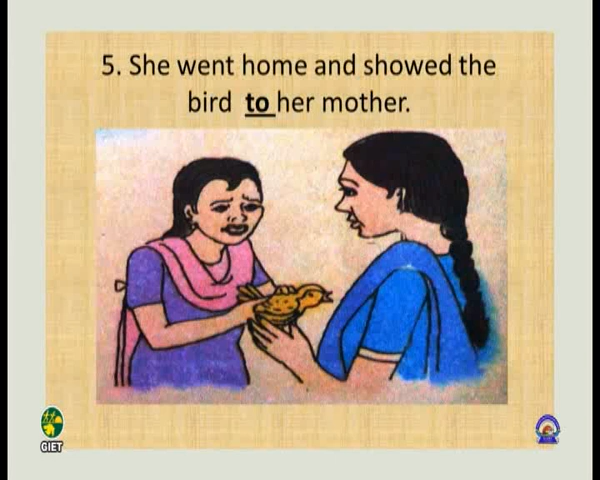 5. She went home and showed the
bird to her mother.
GIET